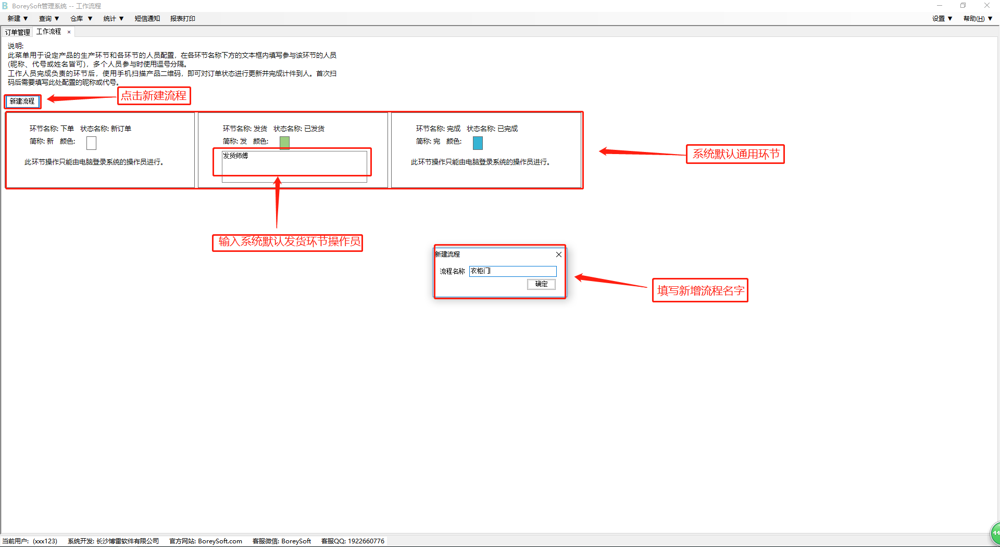 B BoreySoft管理系统 -- 工作流程
新建 ▼ 查询 ▼ 仓库 ▼ 统计 ▼ 短信通知 报表打印 设置 ▼ 帮助(H) ▼
订单管理 工作流程 ×
说明:
此菜单用于设定产品的生产环节和各环节的人员配置，在各环节名称下方的文本框内填写参与该环节的人员
(昵称、代号或姓名皆可)，多个人员参与时使用逗号分隔。
工作人员完成负责的环节后，使用手机扫描产品二维码，即可对订单状态进行更新并完成计件到人。首次扫
码后需要填写此处配置的昵称或代号。
新建流程
点击新建流程
环节名称: 下单 状态名称: 新订单
简称: 新 颜色:
此环节操作只能由电脑登录系统的操作员进行。
环节名称: 发货 状态名称: 已发货
简称: 发 颜色:
发货师傅
环节名称: 完成 状态名称: 已完成
简称: 完 颜色:
此环节操作只能由电脑登录系统的操作员进行。
系统默认通用环节
输入系统默认发货环节操作员
新建流程
流程名称 衣柜门
确定
填写新增流程名字
44
当前用户: (xxx123) 系统开发: 长沙博雷软件有限公司 官方网站: BoreySoft.com 客服微信: BoreySoft 客服QQ: 1922660776